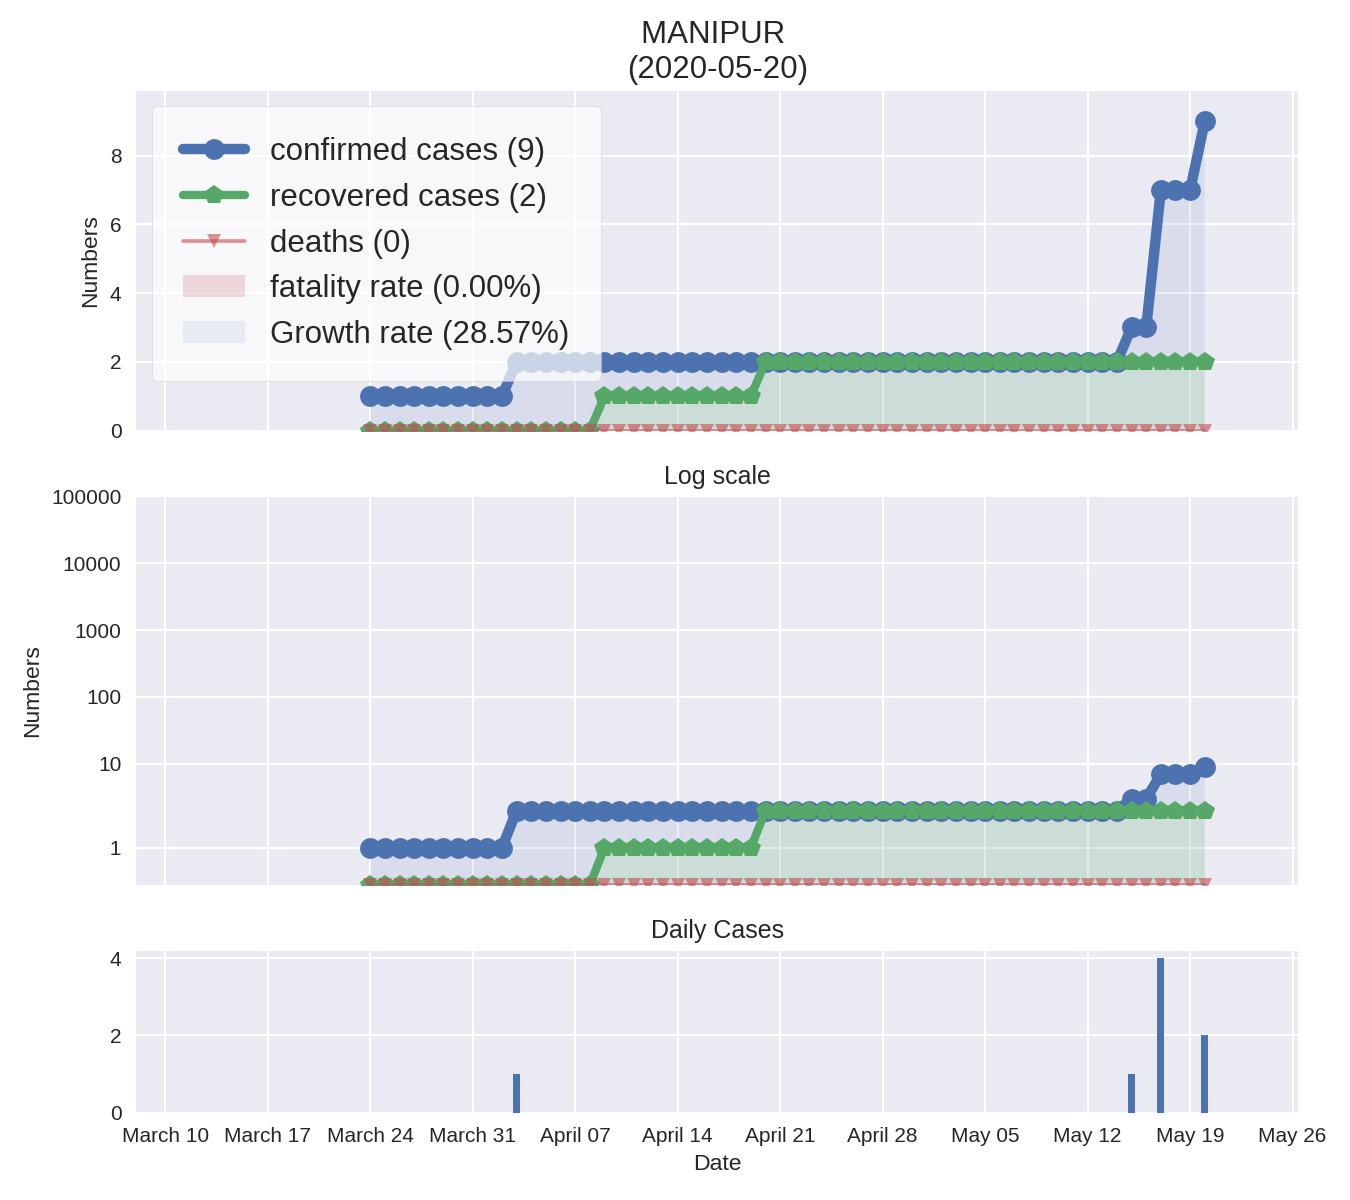 MANIPUR
(2020-05-20)
confirmed cases (9)
recovered cases (2)
deaths (0)
fatality rate (0.00%)
Growth rate (28.57%)
Numbers
8
6
4
2
0
Log scale
Numbers
100000
10000
1000
100
10
1
Daily Cases
4
2
0
March 10 March 17 March 24 March 31 April 07 April 14 April 21 April 28 May 05 May 12 May 19 May 26
Date